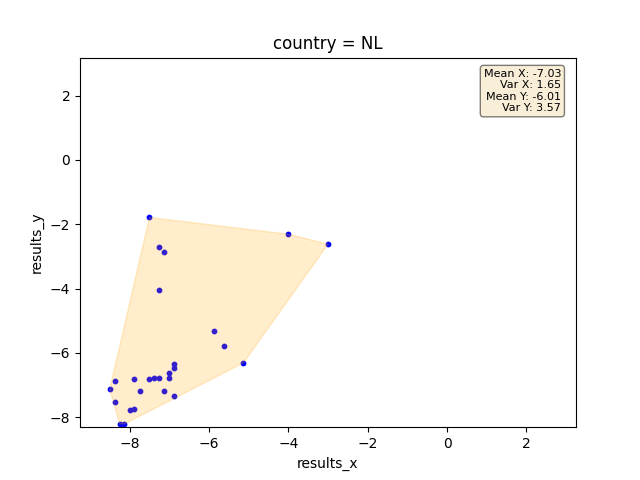 country = NL
Mean X: -7.03
Var X: 1.65
Mean Y: -6.01
Var Y: 3.57
2
0
−2
−4
−6
−8
results_y
−8 −6 −4 −2 0 2
results_x